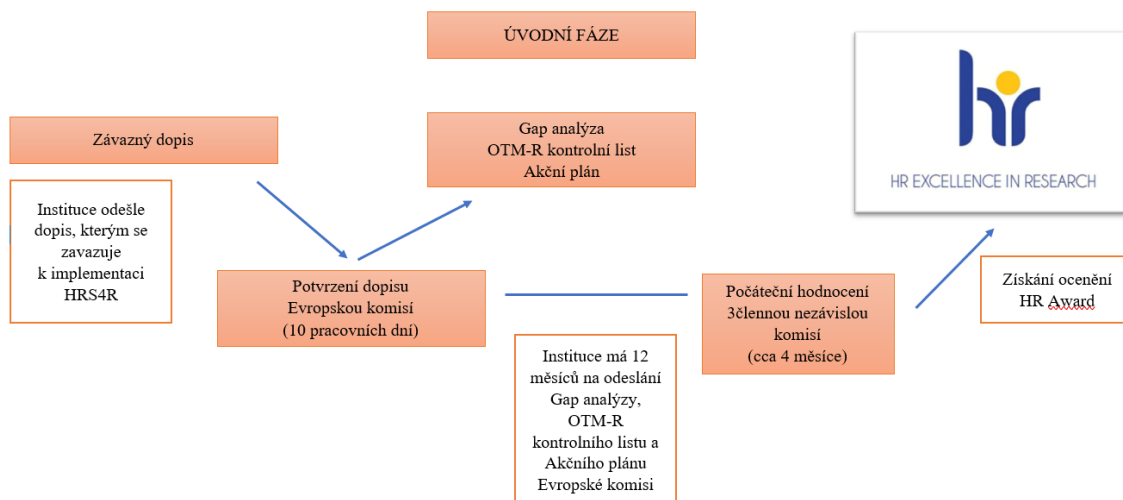 ÚVODNÍ FÁZE
Závazný dopis
Instituce odešle
dopis, kterým se
zavazuje
k implementaci
HRS4R
Potvrzení dopisu
Evropskou komisí
(10 pracovních dní)
Gap analýza
OTM-R kontrolní list
Akční plán
Instituce má 12
měsíců na odeslání
Gap analýzy,
OTM-R
kontrolního listu a
Akčního plánu
Evropské komisi
Počáteční hodnocení
3člennou nezávislou
komisí
(cca 4 měsíce)
hr
HR EXCELLENCE IN RESEARCH
Získání ocenění
HR Award